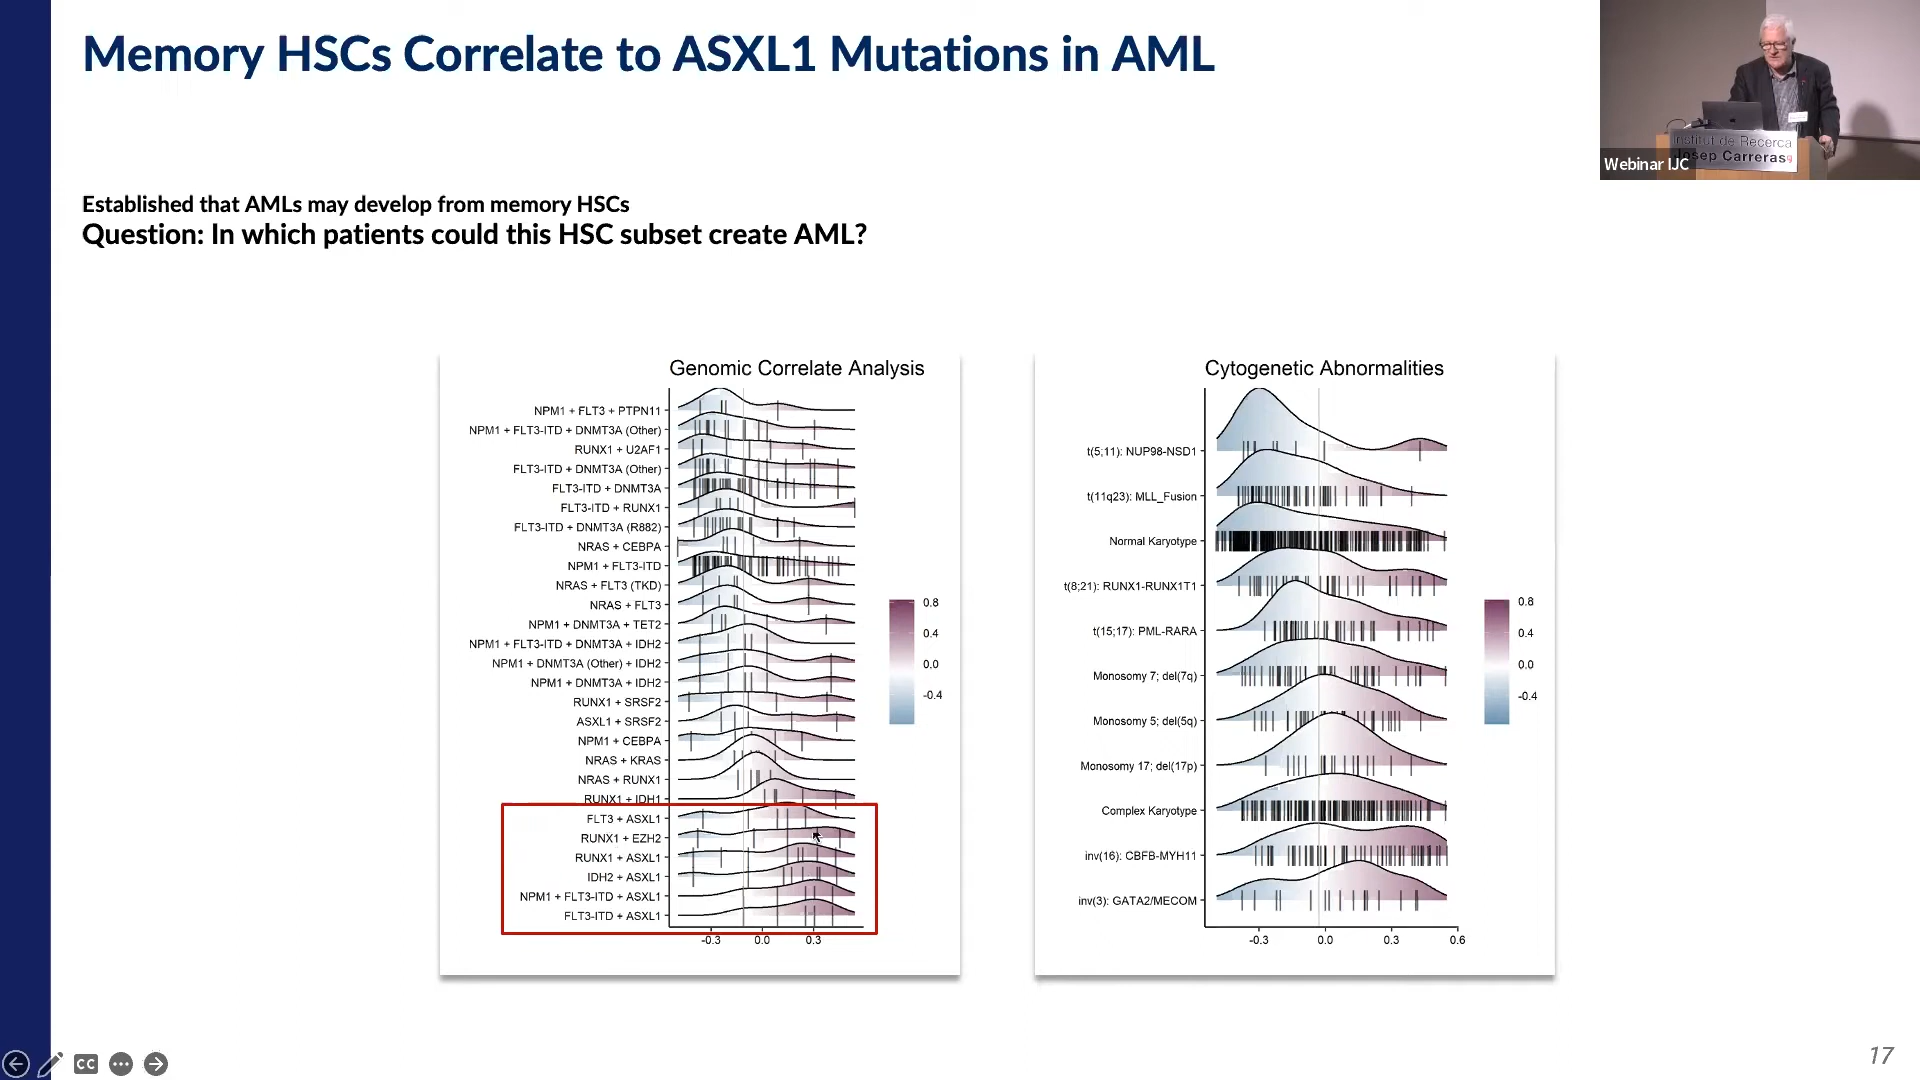 Memory HSCs Correlate to ASXL1 Mutations in AML
Institut de Recerca
Josep Carreras
Webinar IJC
Established that AMLs may develop from memory HSCs
Question: In which patients could this HSC subset create AML?
Genomic Correlate Analysis
NPM1 + FLT3 + PTPN11
NPM1 + FLT3-ITD + DNMT3A (Other)
RUNX1 + U2AF1
FLT3-ITD + DNMT3A (Other)
FLT3-ITD + DNMT3A
FLT3-ITD + RUNX1
FLT3-ITD + DNMT3A (R882)
NRAS + CEBPA
NPM1 + FLT3-ITD
NRAS + FLT3 (TKD)
NRAS + FLT3
NPM1 + DNMT3A + TET2
NPM1 + FLT3-ITD + DNMT3A + IDH2
NPM1 + DNMT3A (Other) + IDH2
NPM1 + DNMT3A + IDH2
RUNX1 + SRSF2
ASXL1 + SRSF2
NPM1 + CEBPA
NRAS + KRAS
NRAS + RUNX1
RUNX1 + IDH1
FLT3 + ASXL1
RUNX1 + EZH2
RUNX1 + ASXL1
IDH2 + ASXL1
NPM1 + FLT3-ITD + ASXL1
FLT3-ITD + ASXL1
-0.3 0.0 0.3
0.8
0.4
0.0
-0.4
Cytogenetic Abnormalities
t(5;11): NUP98-NSD1
t(11q23): MLL_Fusion
Normal Karyotype
t(8;21): RUNX1-RUNX1T1
t(15;17): PML-RARA
Monosomy 7; del(7q)
Monosomy 5; del(5q)
Monosomy 17; del(17p)
Complex Karyotype
inv(16): CBFB-MYH11
inv(3): GATA2/MECOM
-0.3 0.0 0.3 0.6
0.8
0.4
0.0
-0.4
CC
17